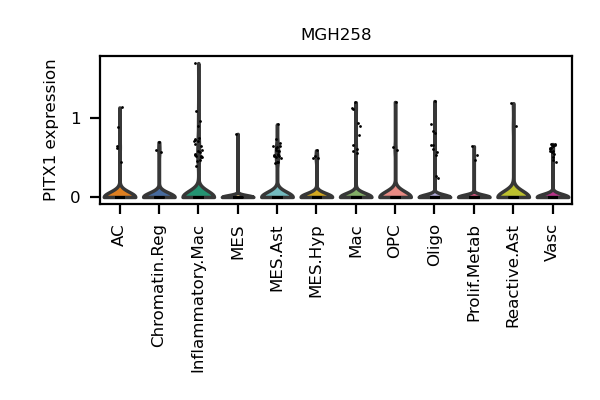 MGH258
PITX1 expression
1
0
AC
Chromatin.Reg
Inflammatory.Mac
MES
MES.Ast
MES.Hyp
Mac
OPC
Oligo
Prolif.Metab
Reactive.Ast
Vasc